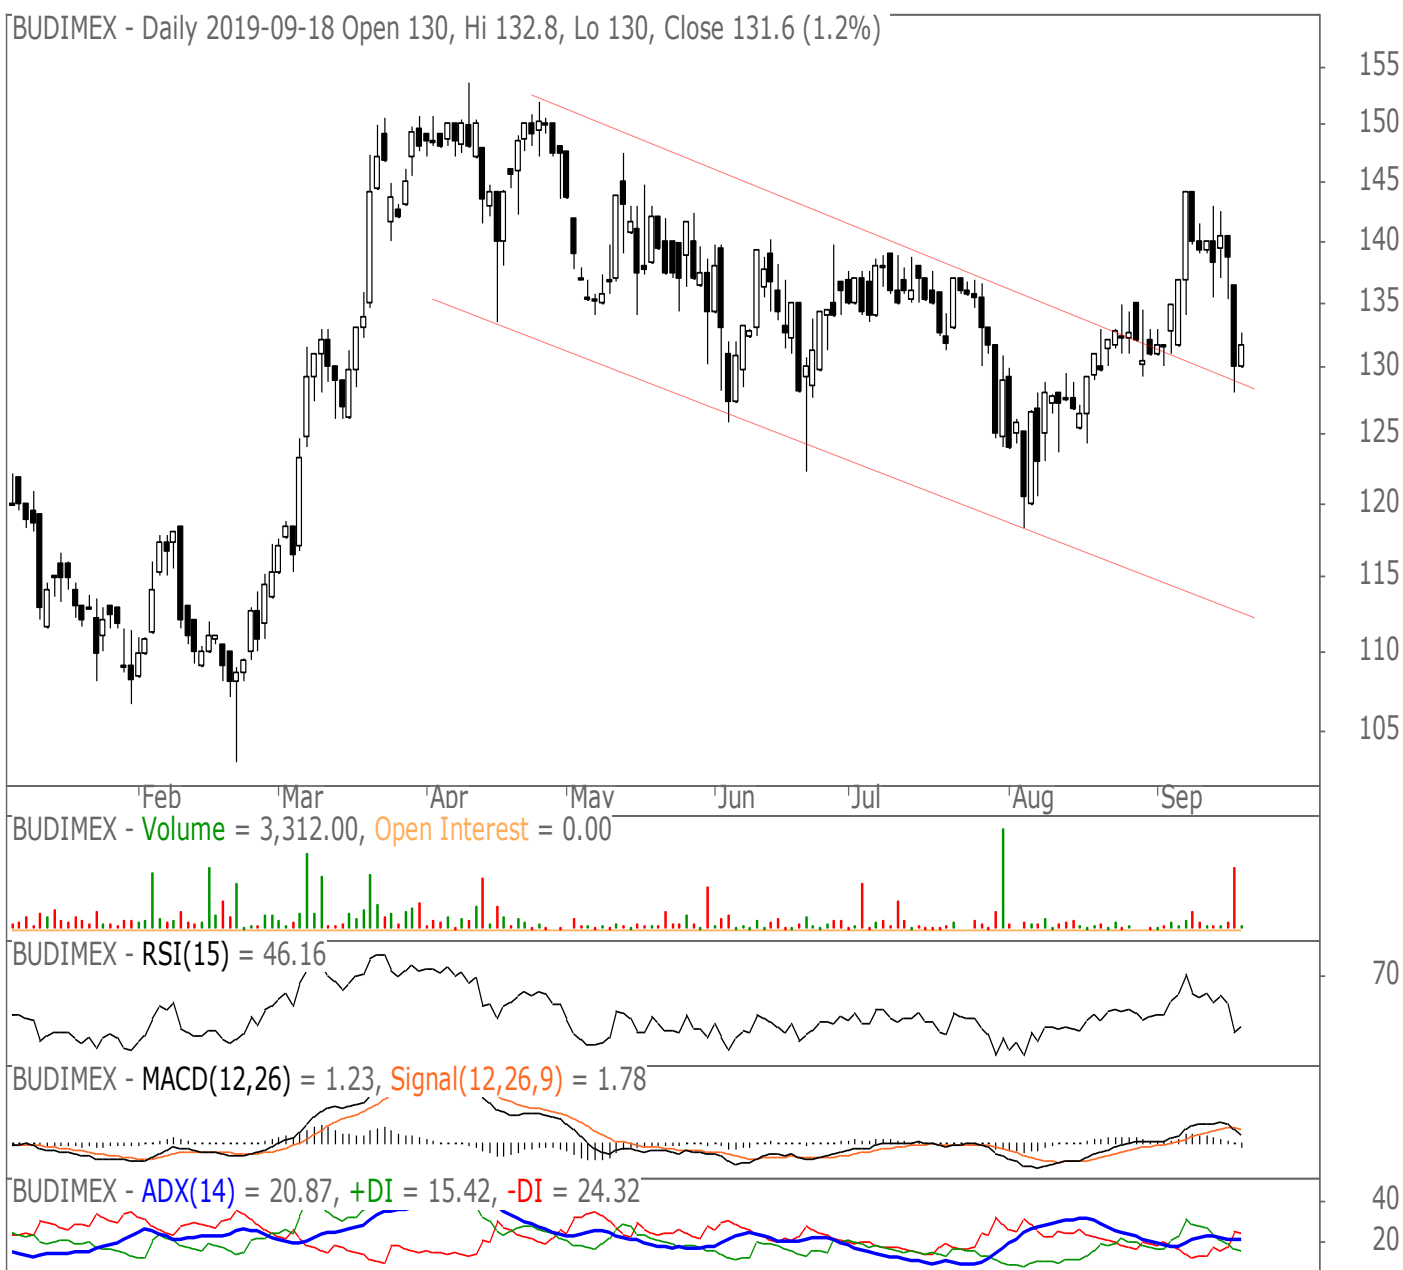 BUDIMEX - Daily 2019-09-18 Open 130, Hi 132.8, Lo 130, Close 131.6 (1.2%)
155
150
145
140
135
130
125
120
115
110
105
Feb Mar Apr May Jun Jul Aug Sep
BUDIMEX - Volume = 3,312.00, Open Interest = 0.00
BUDIMEX - RSI(15) = 46.16
70
BUDIMEX - MACD(12,26) = 1.23, Signal(12,26,9) = 1.78
BUDIMEX - ADX(14) = 20.87, +DI = 15.42, -DI = 24.32
40
20